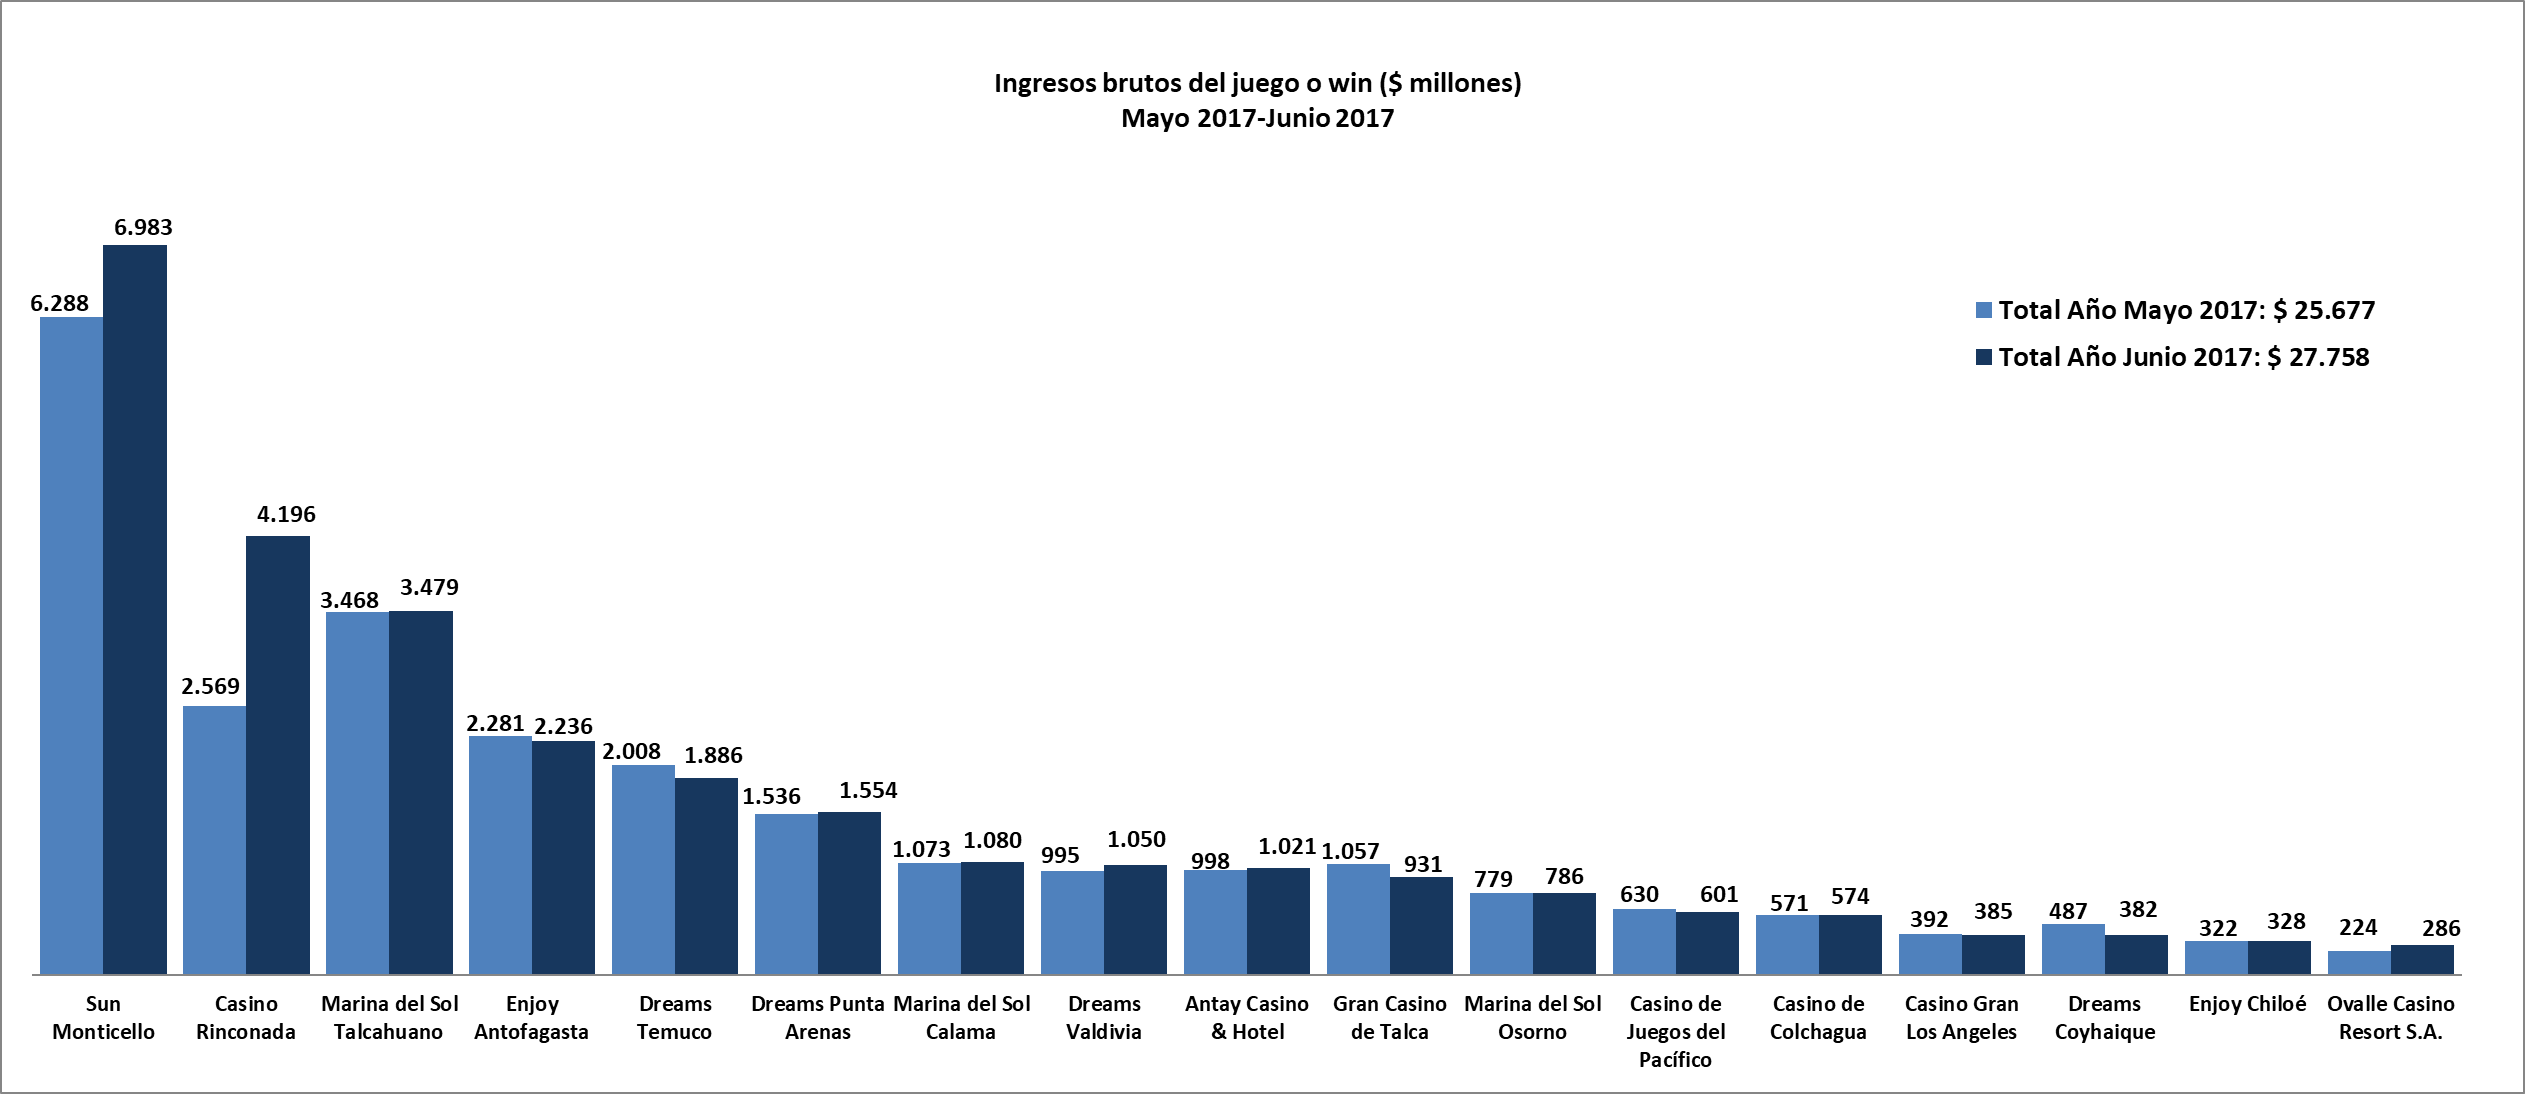 Ingresos brutos del juego o win ($ millones)
Mayo 2017-Junio 2017
Total Año Mayo 2017: $ 25.677
Total Año Junio 2017: $ 27.758
6.288
6.983
2.569
4.196
3.468
3.479
2.281
2.236
2.008
1.886
1.536
1.554
1.073
1.080
995
1.050
998
1.021
1.057
931
779
786
630
601
571
574
392
385
487
382
322
328
224
286
Sun
Monticello
Casino
Rinconada
Marina del Sol
Talcahuano
Enjoy
Antofagasta
Dreams
Temuco
Dreams Punta
Arenas
Marina del Sol
Calama
Dreams
Valdivia
Antay Casino
& Hotel
Gran Casino
de Talca
Marina del Sol
Osorno
Casino de
Juegos del
Pacífico
Casino de
Colchagua
Casino Gran
Los Angeles
Dreams
Coyhaique
Enjoy Chiloé
Ovalle Casino
Resort S.A.